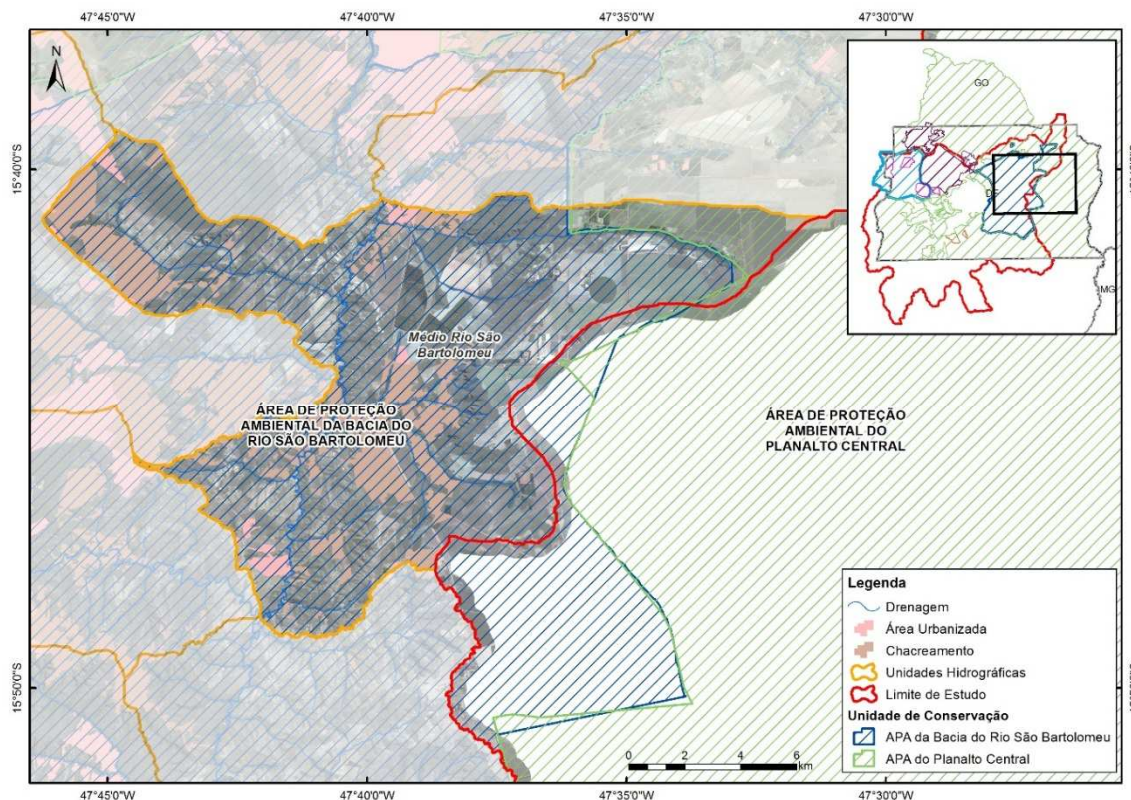 47°45'0"O 47°40'0"O 47°35'0"O 47°30'0"O
N
15°40'0"S
15°50'0"S
GO
DF
MG
Médio Rio São
Bartolomeu
ÁREA DE PROTEÇÃO
AMBIENTAL DA BACIA DO
RIO SÃO BARTOLOMEU
ÁREA DE PROTEÇÃO
AMBIENTAL DO
PLANALTO CENTRAL
Legenda
Drenagem
Área Urbanizada
Chacreamento
Unidades Hidrográficas
Limite de Estudo
Unidade de Conservação
APA da Bacia do Rio São Bartolomeu
APA do Planalto Central
0 1 2 4 6
km
47°45'0"O 47°40'0"O 47°35'0"O 47°30'0"O